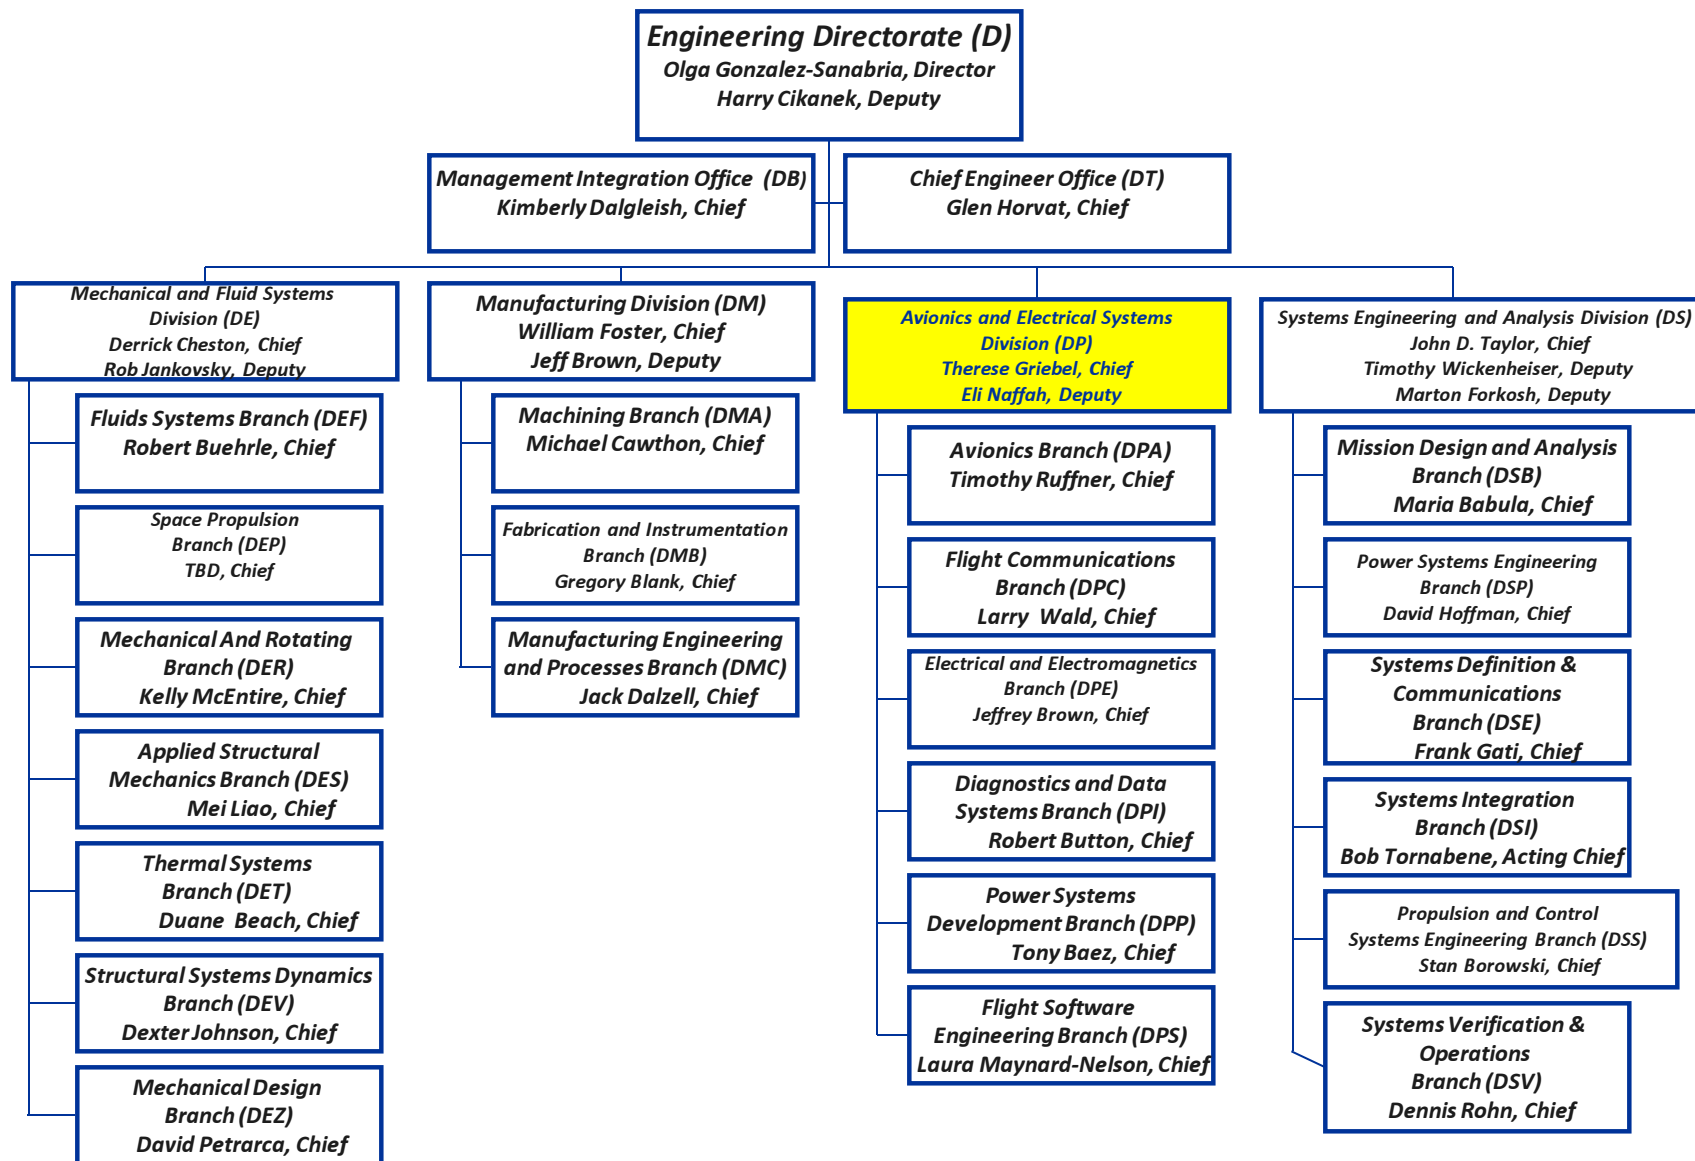 Engineering Directorate (D)
Olga Gonzalez-Sanabria, Director
Harry Cikanek, Deputy
Management Integration Office (DB)
Kimberly Dalgleish, Chief
Chief Engineer Office (DT)
Glen Horvat, Chief
Mechanical and Fluid Systems
Division (DE)
Derrick Cheston, Chief
Rob Jankovsky, Deputy
Fluids Systems Branch (DEF)
Robert Buehrle, Chief
Space Propulsion
Branch (DEP)
TBD, Chief
Mechanical And Rotating
Branch (DER)
Kelly McEntire, Chief
Applied Structural
Mechanics Branch (DES)
Mei Liao, Chief
Thermal Systems
Branch (DET)
Duane Beach, Chief
Structural Systems Dynamics
Branch (DEV)
Dexter Johnson, Chief
Mechanical Design
Branch (DEZ)
David Petrarca, Chief
Manufacturing Division (DM)
William Foster, Chief
Jeff Brown, Deputy
Machining Branch (DMA)
Michael Cawthon, Chief
Fabrication and Instrumentation
Branch (DMB)
Gregory Blank, Chief
Manufacturing Engineering
and Processes Branch (DMC)
Jack Dalzell, Chief
Avionics and Electrical Systems
Division (DP)
Therese Griebel, Chief
Eli Naffah, Deputy
Avionics Branch (DPA)
Timothy Ruffner, Chief
Flight Communications
Branch (DPC)
Larry Wald, Chief
Electrical and Electromagnetics
Branch (DPE)
Jeffrey Brown, Chief
Diagnostics and Data
Systems Branch (DPI)
Robert Button, Chief
Power Systems
Development Branch (DPP)
Tony Baez, Chief
Flight Software
Engineering Branch (DPS)
Laura Maynard-Nelson, Chief
Systems Engineering and Analysis Division (DS)
John D. Taylor, Chief
Timothy Wickenheiser, Deputy
Marton Forkosh, Deputy
Mission Design and Analysis
Branch (DSB)
Maria Babula, Chief
Power Systems Engineering
Branch (DSP)
David Hoffman, Chief
Systems Definition &
Communications
Branch (DSE)
Frank Gati, Chief
Systems Integration
Branch (DSI)
Bob Tornabene, Acting Chief
Propulsion and Control
Systems Engineering Branch (DSS)
Stan Borowski, Chief
Systems Verification &
Operations
Branch (DSV)
Dennis Rohn, Chief